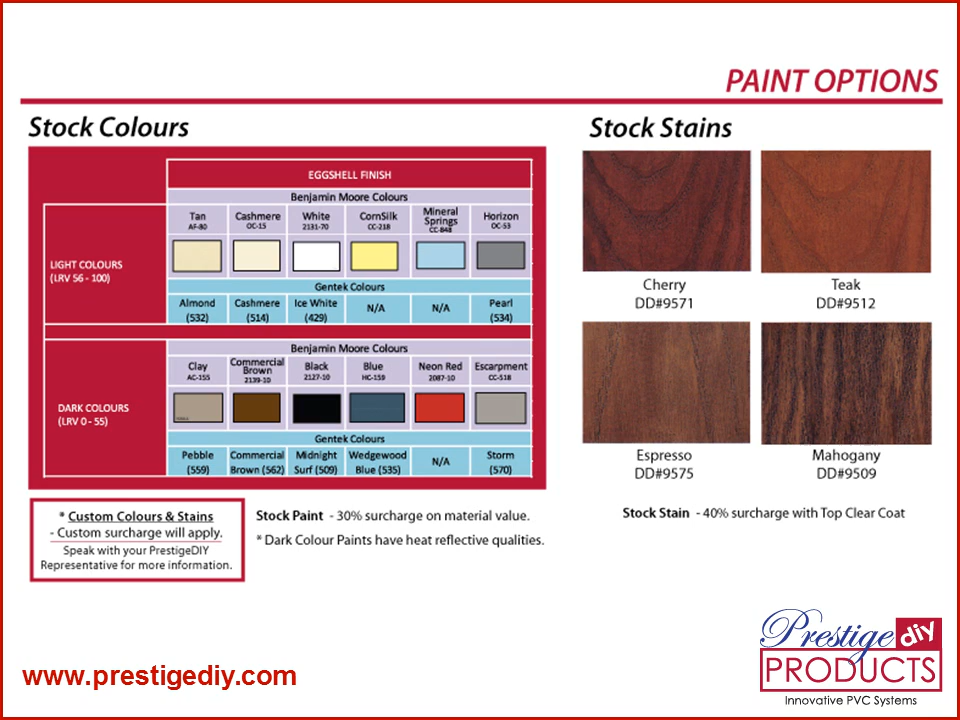 PAINT OPTIONS
Stock Colours
EGGSHELL FINISH
Benjamin Moore Colours
Tan Cashmere White CornSilk Mineral Springs Horizon
AF-80 OC-15 2131-70 CC-218 CC-848 OC-53
LIGHT COLOURS
(LRV 56 - 100)
Gentek Colours
Almond Cashmere Ice White N/A N/A Pearl
(532) (514) (429) (534)
Benjamin Moore Colours
Clay Commercial Brown Black Blue Neon Red Escarpment
AC-155 2139-10 2127-10 HC-159 2087-10 CC-518
DARK COLOURS
(LRV 0 - 55)
Gentek Colours
Pebble Commercial Midnight Wedgewood N/A Storm
(559) Brown (562) Surf (509) Blue (535) (570)
* Custom Colours & Stains
- Custom surcharge will apply.
Speak with your PrestigeDIY
Representative for more information.
Stock Paint - 30% surcharge on material value.
* Dark Colour Paints have heat reflective qualities.
Stock Stains
Cherry Teak
DD#9571 DD#9512
Espresso Mahogany
DD#9575 DD#9509
Stock Stain - 40% surcharge with Top Clear Coat
www.prestigediy.com
Prestige diy
PRODUCTS
Innovative PVC Systems